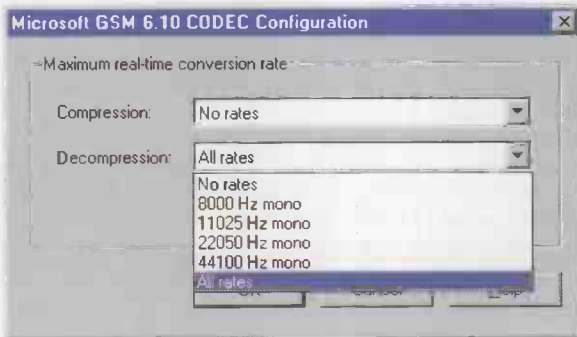 Microsoft GSM 6.10 CODEC Configuration
Maximum real-time conversion rate
Compression: No rates
Decompression: All rates
No rates
8000 Hz mono
11025 Hz mono
22050 Hz mono
44100 Hz mono
All rates